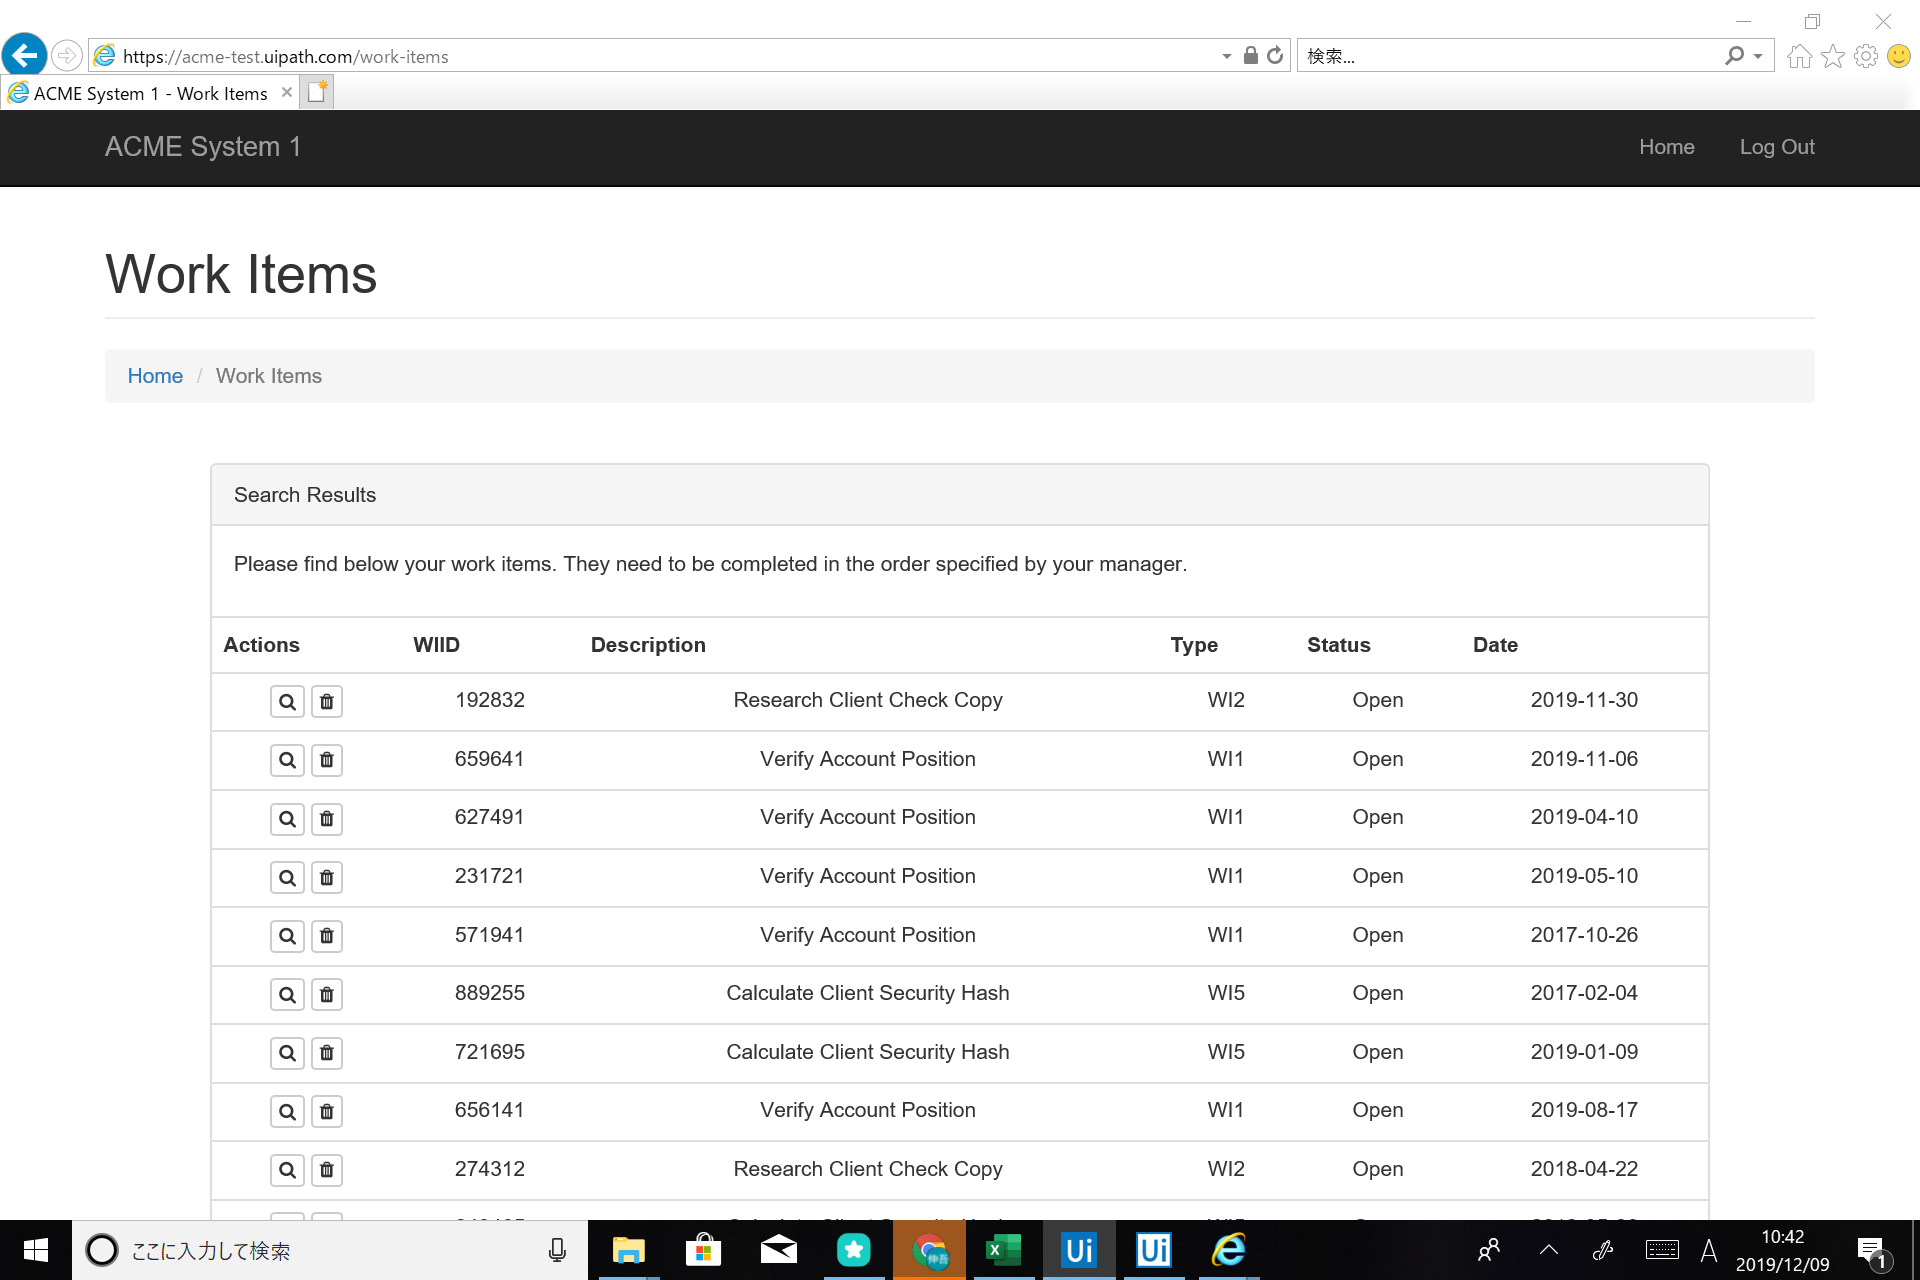 https://acme-test.uipath.com/work-items
検索...
ACME System 1 - Work Items
ACME System 1
Home
Log Out
Work Items
Home / Work Items
Search Results
Please find below your work items. They need to be completed in the order specified by your manager.
Actions WIID Description Type Status Date
192832 Research Client Check Copy WI2 Open 2019-11-30
659641 Verify Account Position WI1 Open 2019-11-06
627491 Verify Account Position WI1 Open 2019-04-10
231721 Verify Account Position WI1 Open 2019-05-10
571941 Verify Account Position WI1 Open 2017-10-26
889255 Calculate Client Security Hash WI5 Open 2017-02-04
721695 Calculate Client Security Hash WI5 Open 2019-01-09
656141 Verify Account Position WI1 Open 2019-08-17
274312 Research Client Check Copy WI2 Open 2018-04-22
ここに入力して検索
Ui
Ui
A
10:42
2019/12/09
1